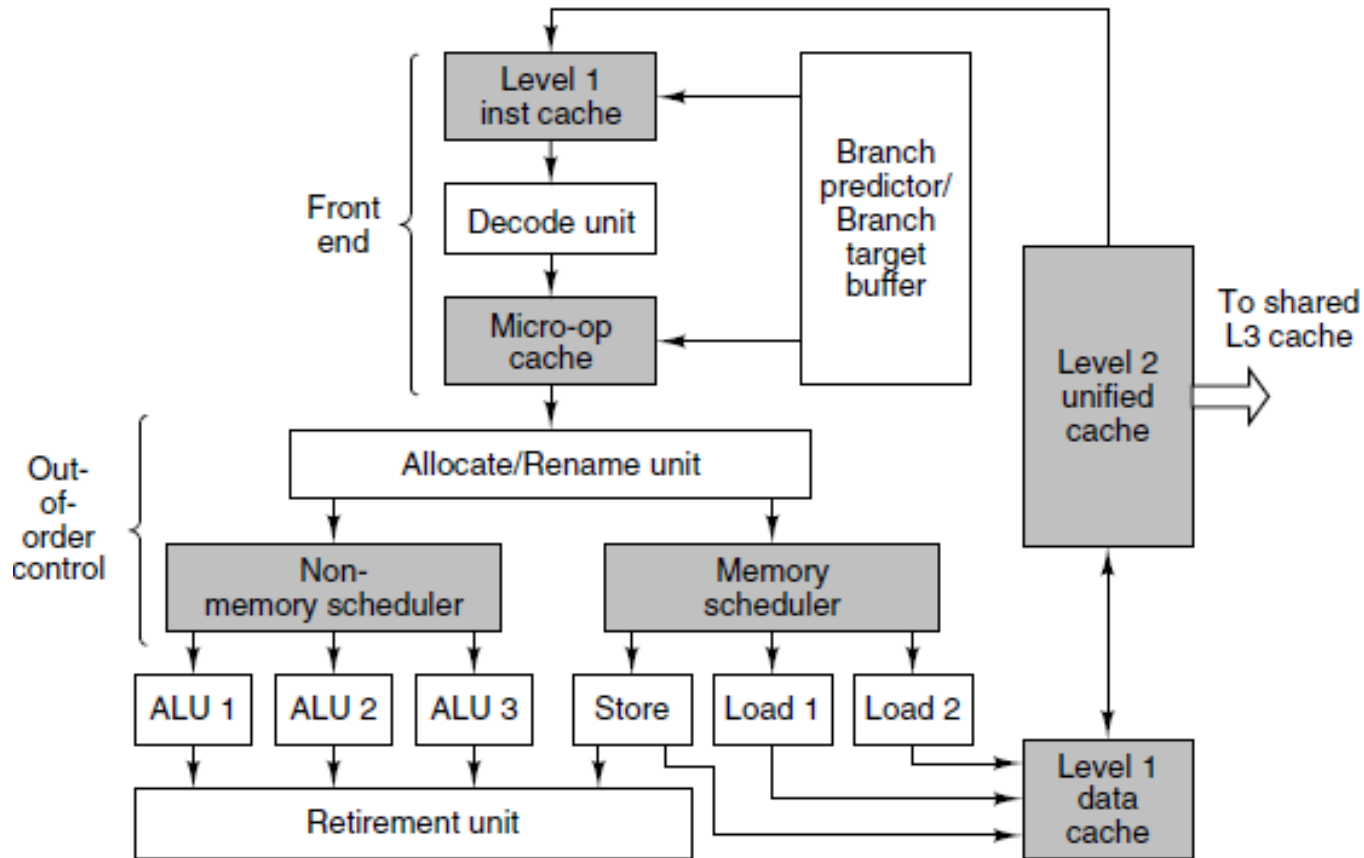 Level 1
inst cache
Branch
predictor/
Branch
target
buffer
Front
end
Decode unit
Micro-op
cache
Level 2
unified
cache
To shared
L3 cache
Out-
of-
order
control
Allocate/Rename unit
Non-
memory scheduler
Memory
scheduler
ALU 1
ALU 2
ALU 3
Store
Load 1
Load 2
Level 1
data
cache
Retirement unit